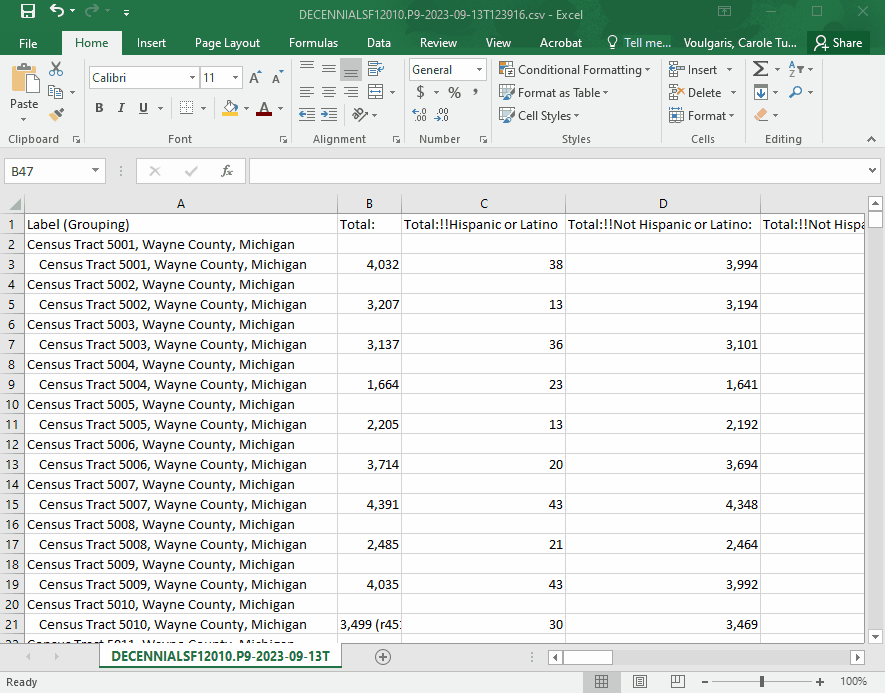 DECENNIALSF12010.P9-2023-09-13T123916.csv - Excel
File Home Insert Page Layout Formulas Data Review View Acrobat Tell me... Voulgaris, Carole Tu... Share
Calibri 11 General Conditional Formatting Insert
Paste B I U $ % , Format as Table Delete
Cell Styles Format
Clipboard Font Alignment Number Styles Cells Editing
B47 fx
A B C D
1 Label (Grouping) Total: Total:!!Hispanic or Latino Total:!!Not Hispanic or Latino: Total:!!Not Hispa
2 Census Tract 5001, Wayne County, Michigan
3 Census Tract 5001, Wayne County, Michigan 4,032 38 3,994
4 Census Tract 5002, Wayne County, Michigan
5 Census Tract 5002, Wayne County, Michigan 3,207 13 3,194
6 Census Tract 5003, Wayne County, Michigan
7 Census Tract 5003, Wayne County, Michigan 3,137 36 3,101
8 Census Tract 5004, Wayne County, Michigan
9 Census Tract 5004, Wayne County, Michigan 1,664 23 1,641
10 Census Tract 5005, Wayne County, Michigan
11 Census Tract 5005, Wayne County, Michigan 2,205 13 2,192
12 Census Tract 5006, Wayne County, Michigan
13 Census Tract 5006, Wayne County, Michigan 3,714 20 3,694
14 Census Tract 5007, Wayne County, Michigan
15 Census Tract 5007, Wayne County, Michigan 4,391 43 4,348
16 Census Tract 5008, Wayne County, Michigan
17 Census Tract 5008, Wayne County, Michigan 2,485 21 2,464
18 Census Tract 5009, Wayne County, Michigan
19 Census Tract 5009, Wayne County, Michigan 4,035 43 3,992
20 Census Tract 5010, Wayne County, Michigan
21 Census Tract 5010, Wayne County, Michigan 3,499 (r45 30 3,469
DECENNIALSF12010.P9-2023-09-13T
Ready 100%